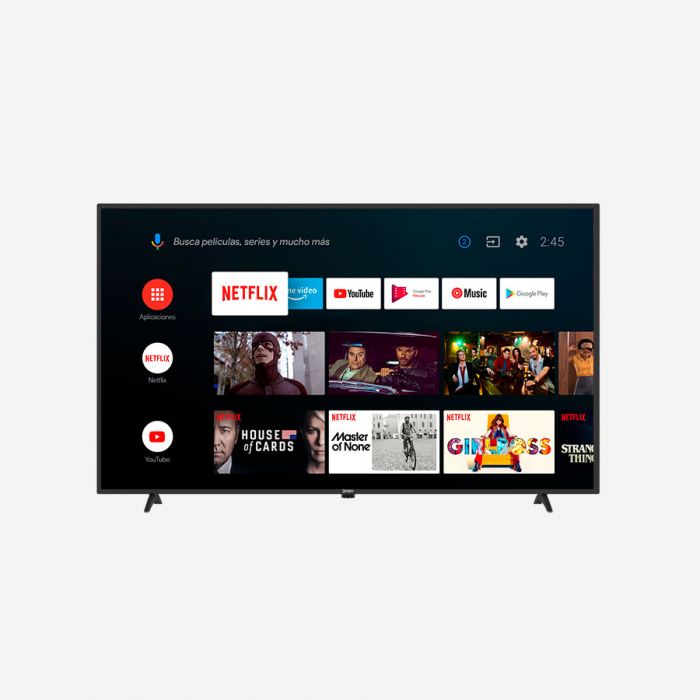 Busca películas, series y mucho más
2:45
NETFLIX
me video
YouTube
Google Play
Películas
Music
Google Play
Aplicaciones
NETFLIX
Netflix
NETFLIX
HOUSE
of CARDS
NETFLIX
Master
of None
NETFLIX
GIRLBOSS
NETFLIX
STRANG
THING
YouTube